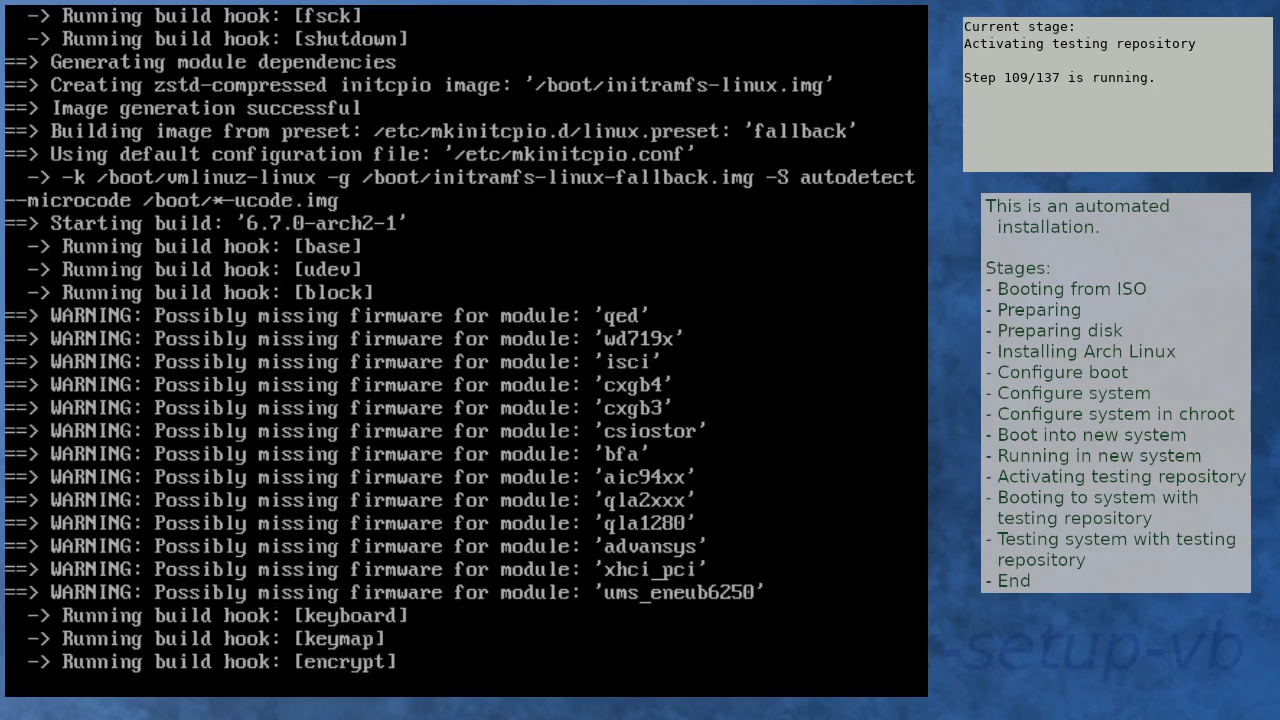 -> Running build hook: [fsck]
-> Running build hook: [shutdown]
==> Generating module dependencies
==> Creating zstd-compressed initcpio image: '/boot/initramfs-linux.img'
==> Image generation successful
==> Building image from preset: /etc/mkinitcpio.d/linux.preset: 'fallback'
==> Using default configuration file: '/etc/mkinitcpio.conf'
-> -k /boot/vmlinuz-linux -g /boot/initramfs-linux-fallback.img -S autodetect
--microcode /boot/*-ucode.img
==> Starting build: '6.7.0-arch2-1'
-> Running build hook: [base]
-> Running build hook: [udev]
-> Running build hook: [block]
==> WARNING: Possibly missing firmware for module: 'qed'
==> WARNING: Possibly missing firmware for module: 'wd719x'
==> WARNING: Possibly missing firmware for module: 'isci'
==> WARNING: Possibly missing firmware for module: 'cxgb4'
==> WARNING: Possibly missing firmware for module: 'cxgb3'
==> WARNING: Possibly missing firmware for module: 'csiostor'
==> WARNING: Possibly missing firmware for module: 'bfa'
==> WARNING: Possibly missing firmware for module: 'aic94xx'
==> WARNING: Possibly missing firmware for module: 'qla2xxx'
==> WARNING: Possibly missing firmware for module: 'qla1280'
==> WARNING: Possibly missing firmware for module: 'advansys'
==> WARNING: Possibly missing firmware for module: 'xhci_pci'
==> WARNING: Possibly missing firmware for module: 'ums_eneub6250'
-> Running build hook: [keyboard]
-> Running build hook: [keymap]
-> Running build hook: [encrypt]
Current stage:
Activating testing repository
Step 109/137 is running.
This is an automated
installation.
Stages:
- Booting from ISO
- Preparing
- Preparing disk
- Installing Arch Linux
- Configure boot
- Configure system
- Configure system in chroot
- Boot into new system
- Running in new system
- Activating testing repository
- Booting to system with
testing repository
- Testing system with testing
repository
- End
-setup-vb